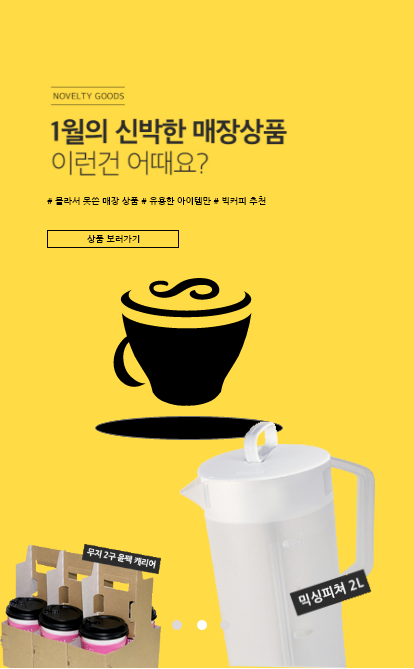 NOVELTY GOODS
1월의 신박한 매장상품
이런건 어때요?
# 몰라서 못쓴 매장 상품 # 유용한 아이템만 # 빅커피 추천
상품 보러가기
무지 2구 윤택 캐리어
믹싱피쳐 2L